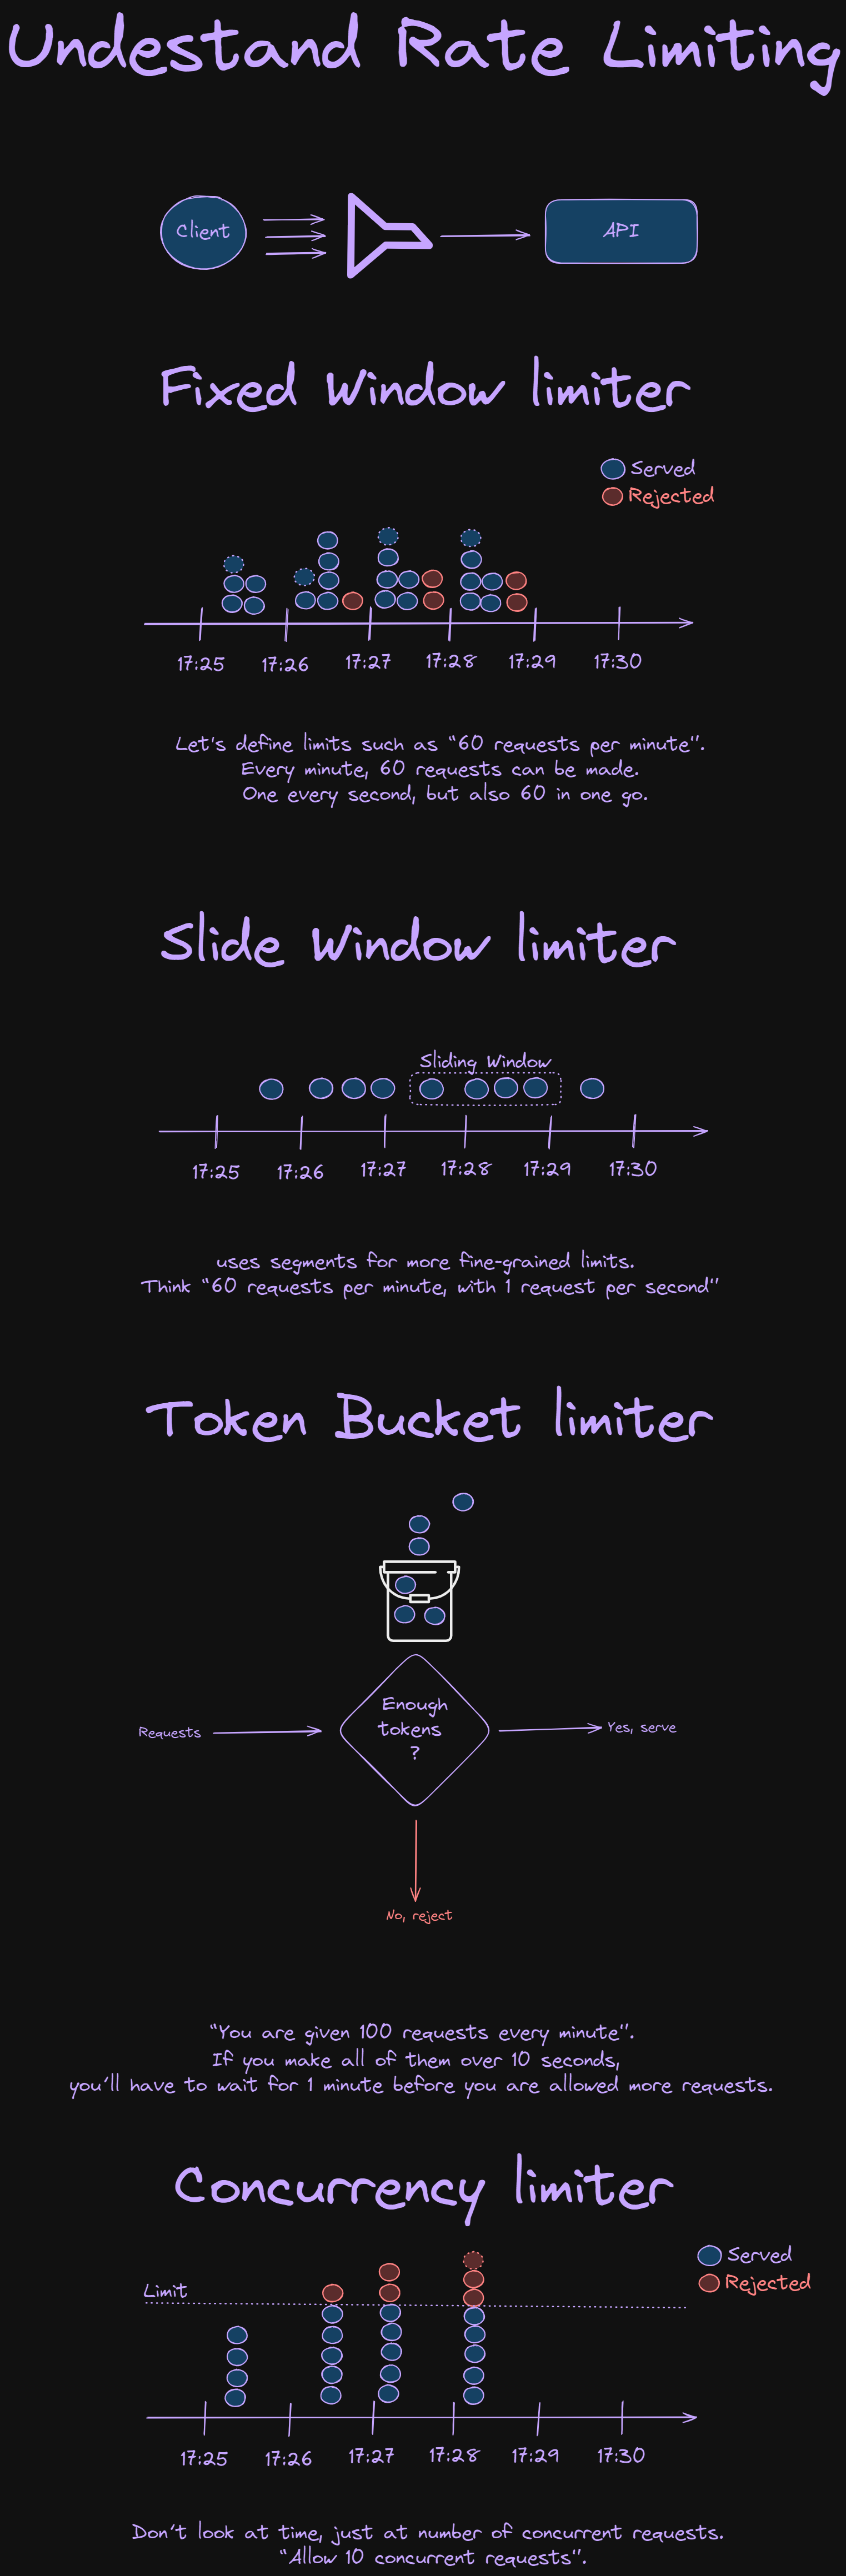 Undestand Rate Limiting
Client
API
Fixed Window limiter
Served
Rejected
17:25 17:26 17:27 17:28 17:29 17:30
Let's define limits such as “60 requests per minute”.
Every minute, 60 requests can be made.
One every second, but also 60 in one go.
Slide Window limiter
Sliding Window
17:25 17:26 17:27 17:28 17:29 17:30
uses segments for more fine-grained limits.
Think “60 requests per minute, with 1 request per second”
Token Bucket limiter
Enough
tokens
?
Requests
Yes, serve
No, reject
“You are given 100 requests every minute”.
If you make all of them over 10 seconds,
you’ll have to wait for 1 minute before you are allowed more requests.
Concurrency limiter
Served
Rejected
Limit
17:25 17:26 17:27 17:28 17:29 17:30
Don’t look at time, just at number of concurrent requests.
“Allow 10 concurrent requests”.